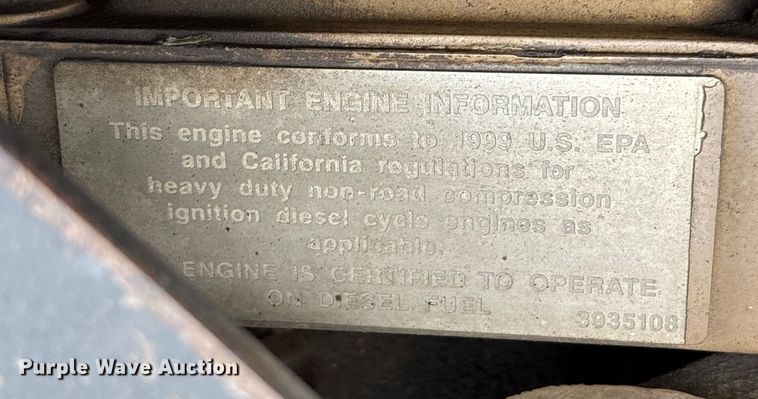 IMPORTANT ENGINE INFORMATION
This engine conforms to 1999 U.S. EPA
and California regulations for
heavy duty non-road compression
ignition diesel cycle engines as
applicable.
ENGINE IS CERTIFIED TO OPERATE
ON DIESEL FUEL
3935108
Purple Wave Auction